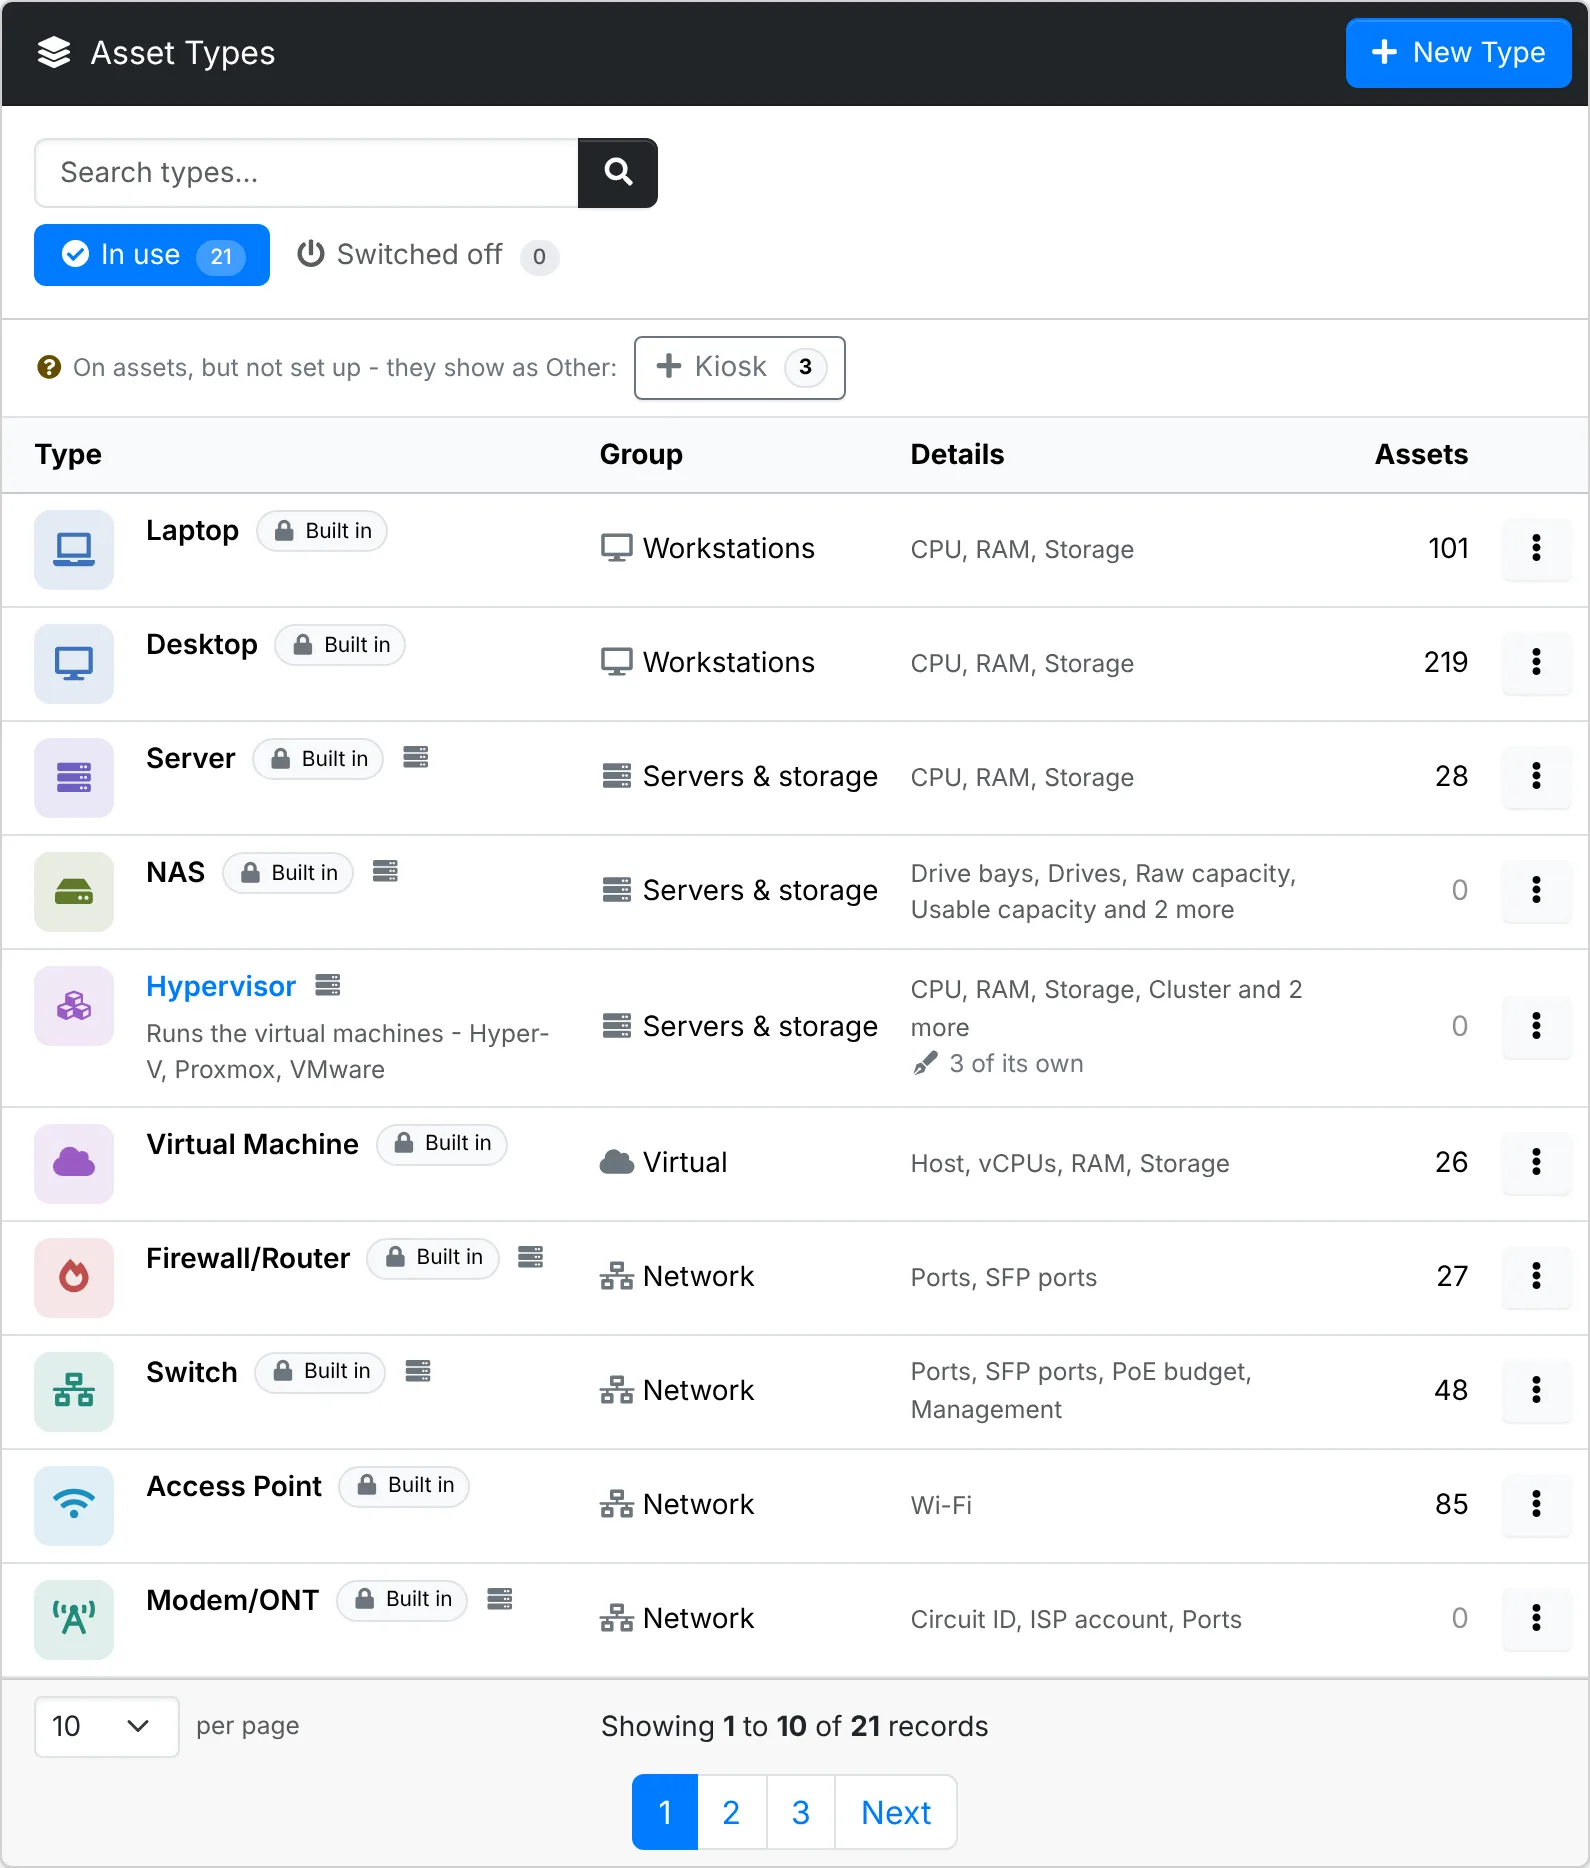 Asset Types
New Type
Search types...
In use 21
Switched off 0
On assets, but not set up - they show as Other:
Kiosk 3
Type Group Details Assets
Laptop Built in Workstations CPU, RAM, Storage 101
Desktop Built in Workstations CPU, RAM, Storage 219
Server Built in Servers & storage CPU, RAM, Storage 28
NAS Built in Servers & storage Drive bays, Drives, Raw capacity,
Usable capacity and 2 more 0
Hypervisor
Runs the virtual machines - Hyper-
V, Proxmox, VMware
Servers & storage
CPU, RAM, Storage, Cluster and 2
more
3 of its own
0
Virtual Machine Built in Virtual Host, vCPUs, RAM, Storage 26
Firewall/Router Built in Network Ports, SFP ports 27
Switch Built in Network Ports, SFP ports, PoE budget,
Management 48
Access Point Built in Network Wi-Fi 85
Modem/ONT Built in Network Circuit ID, ISP account, Ports 0
10 per page
Showing 1 to 10 of 21 records
1 2 3 Next